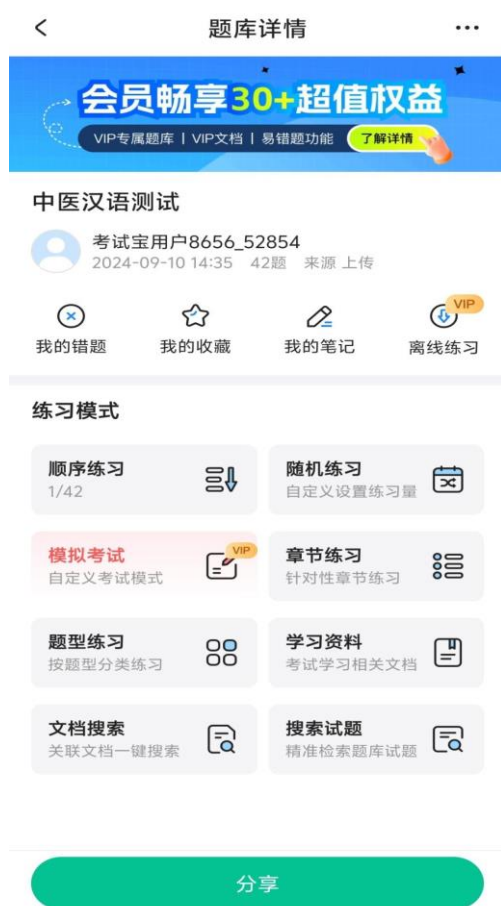 题库详情
会员畅享30+超值权益
VIP专属题库 | VIP文档 | 易错题功能 了解详情
中医汉语测试
考试宝用户8656_52854
2024-09-10 14:35 42题 来源 上传
VIP
我的错题 我的收藏 我的笔记 离线练习
练习模式
顺序练习 随机练习
1/42 自定义设置练习量
模拟考试 VIP 章节练习
自定义考试模式 针对性章节练习
题型练习 学习资料
按题型分类练习 考试学习相关文档
文档搜索 搜索试题
关联文档一键搜索 精准检索题库试题
分享